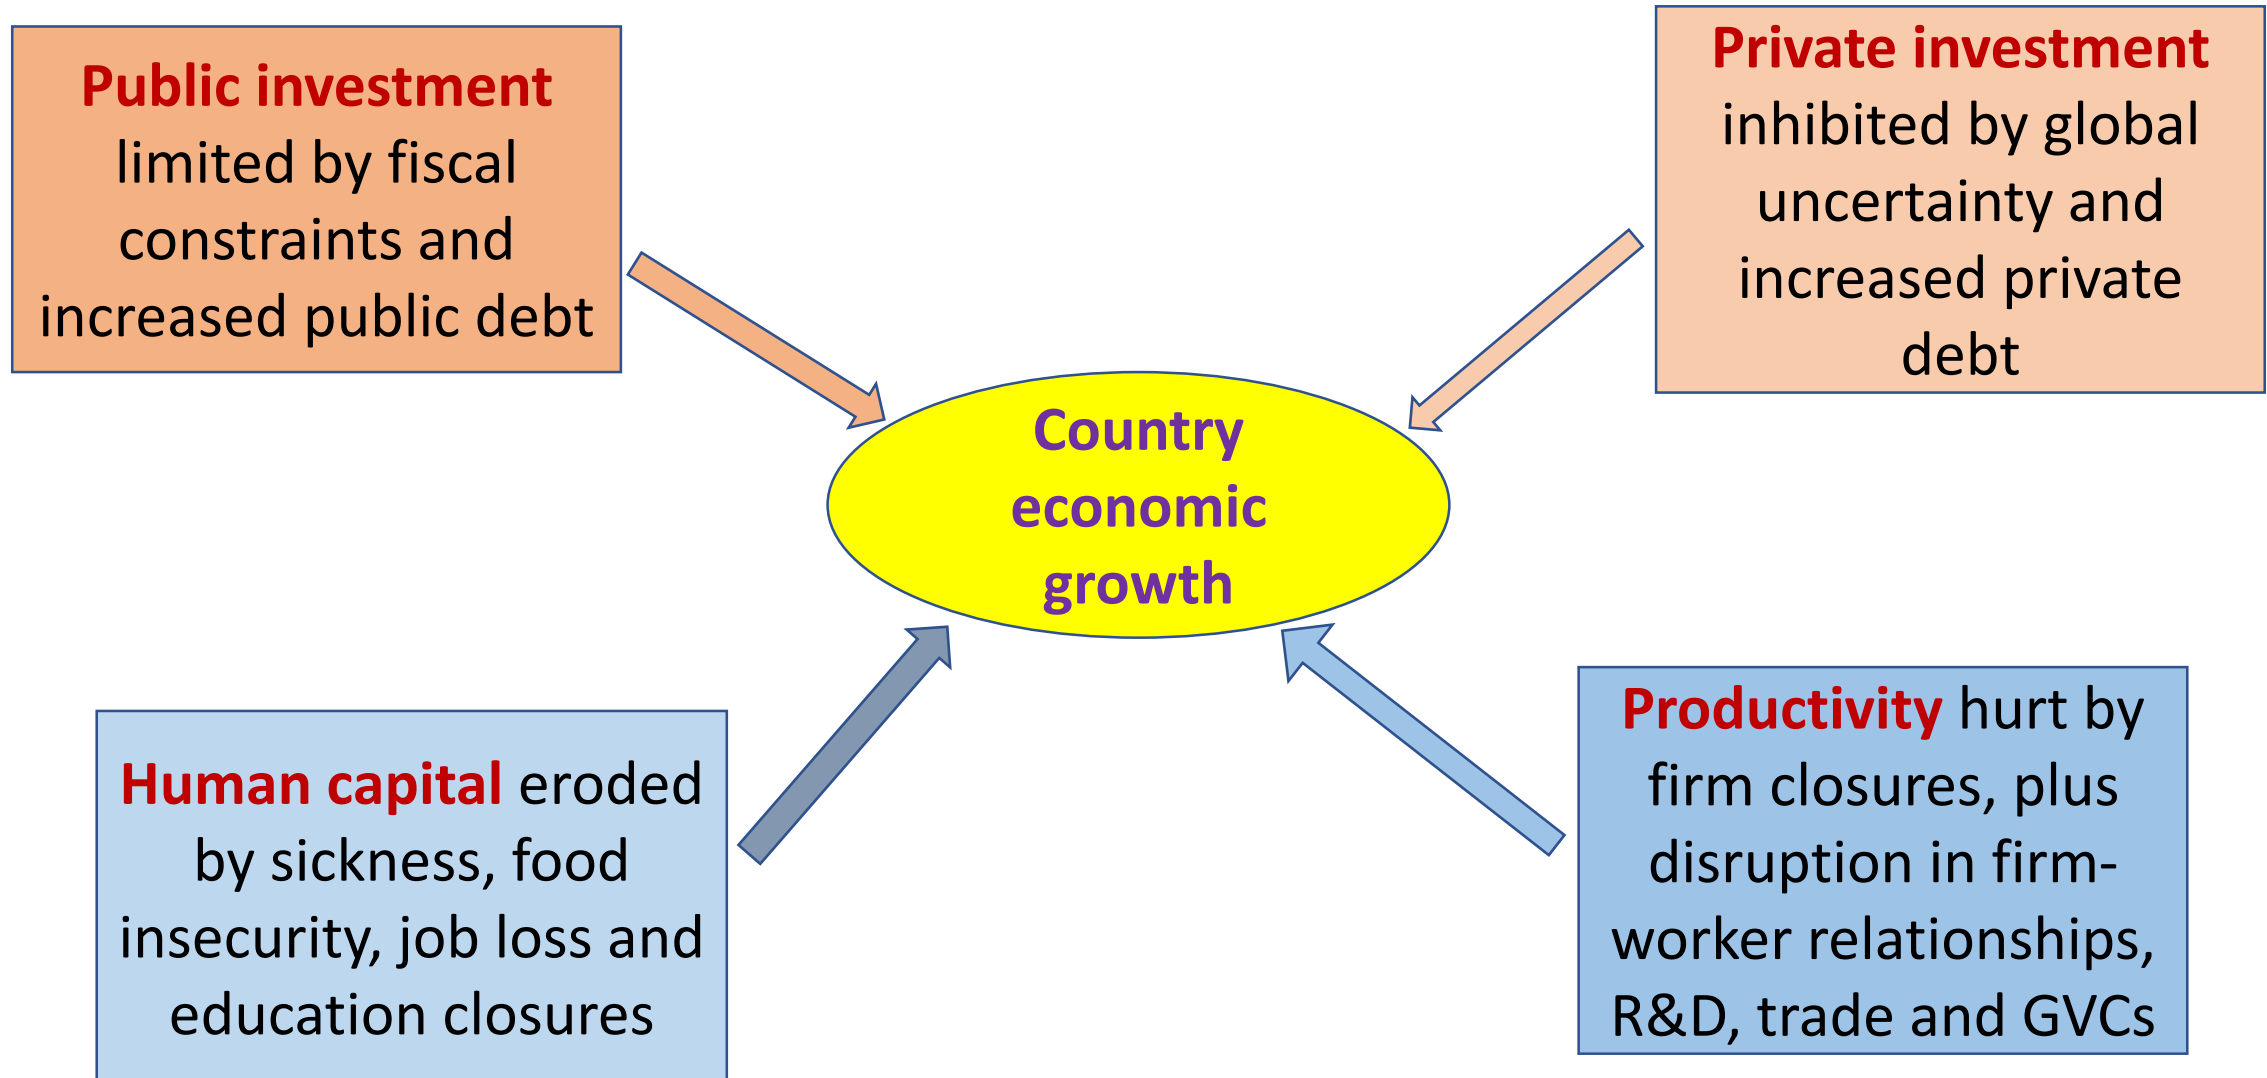 Public investment
limited by fiscal
constraints and
increased public debt
Private investment
inhibited by global
uncertainty and
increased private
debt
Country
economic
growth
Human capital eroded
by sickness, food
insecurity, job loss and
education closures
Productivity hurt by
firm closures, plus
disruption in firm-
worker relationships,
R&D, trade and GVCs